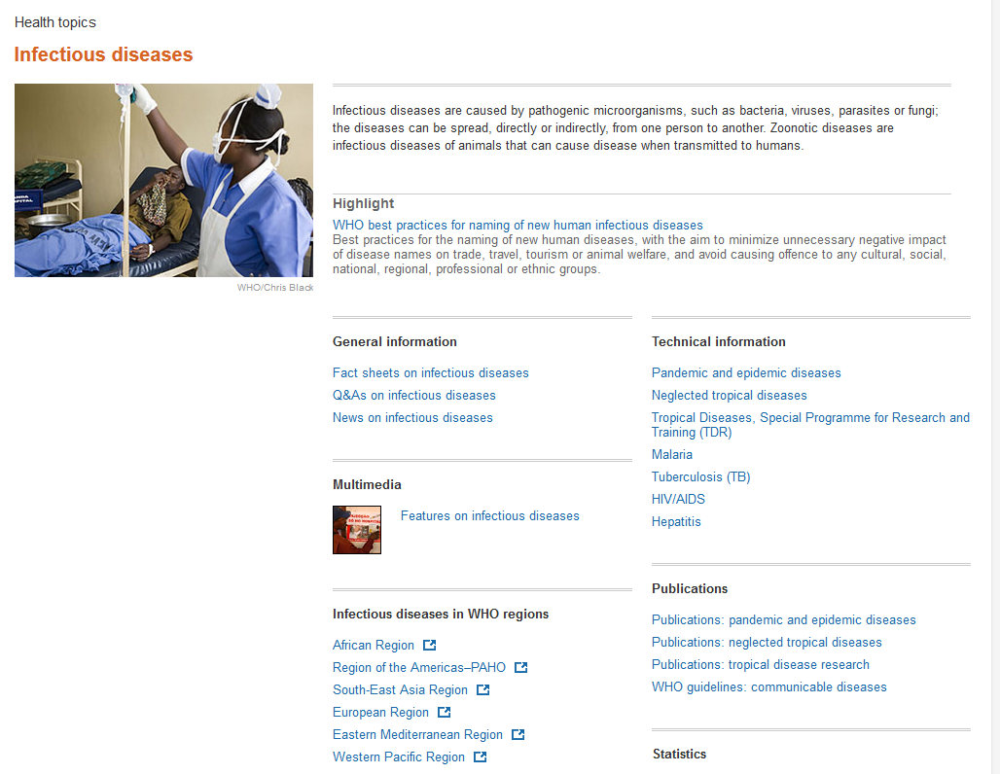 Health topics
Infectious diseases
WHO/Chris Black
Infectious diseases are caused by pathogenic microorganisms, such as bacteria, viruses, parasites or fungi;
the diseases can be spread, directly or indirectly, from one person to another. Zoonotic diseases are
infectious diseases of animals that can cause disease when transmitted to humans.
Highlight
WHO best practices for naming of new human infectious diseases
Best practices for the naming of new human diseases, with the aim to minimize unnecessary negative impact
of disease names on trade, travel, tourism or animal welfare, and avoid causing offence to any cultural, social,
national, regional, professional or ethnic groups.
General information
Fact sheets on infectious diseases
Q&As on infectious diseases
News on infectious diseases
Multimedia
Features on infectious diseases
Infectious diseases in WHO regions
African Region
Region of the Americas–PAHO
South-East Asia Region
European Region
Eastern Mediterranean Region
Western Pacific Region
Technical information
Pandemic and epidemic diseases
Neglected tropical diseases
Tropical Diseases, Special Programme for Research and
Training (TDR)
Malaria
Tuberculosis (TB)
HIV/AIDS
Hepatitis
Publications
Publications: pandemic and epidemic diseases
Publications: neglected tropical diseases
Publications: tropical disease research
WHO guidelines: communicable diseases
Statistics